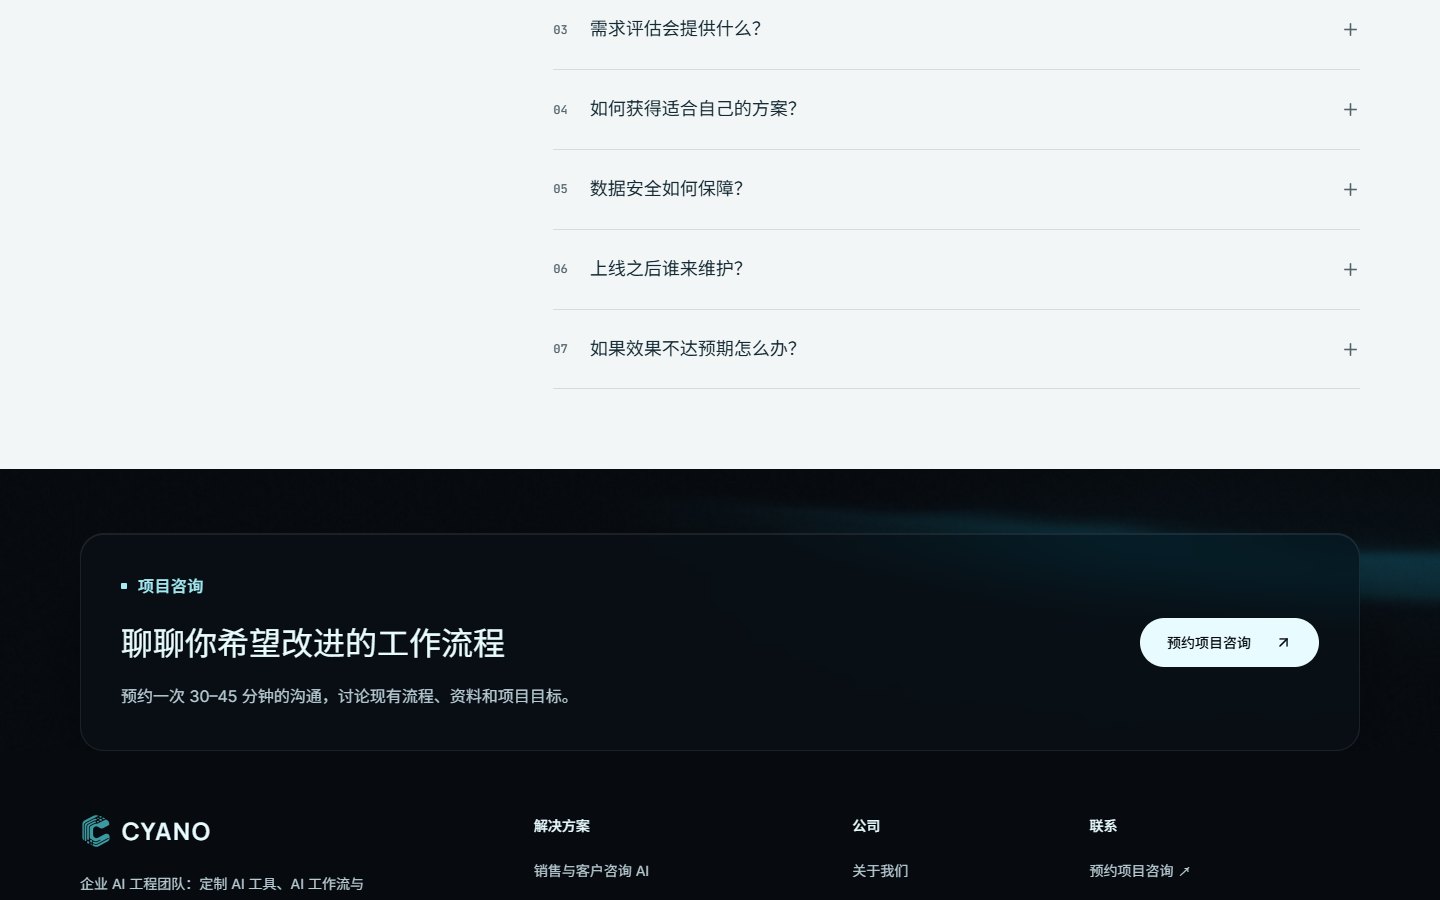 03 需求评估会提供什么？
04 如何获得适合自己的方案？
05 数据安全如何保障？
06 上线之后谁来维护？
07 如果效果不达预期怎么办？
项目咨询
聊聊你希望改进的工作流程
预约一次 30–45 分钟的沟通，讨论现有流程、资料和项目目标。
预约项目咨询
CYANO
企业 AI 工程团队：定制 AI 工具、AI 工作流与
解决方案
销售与客户咨询 AI
公司
关于我们
联系
预约项目咨询 ↗